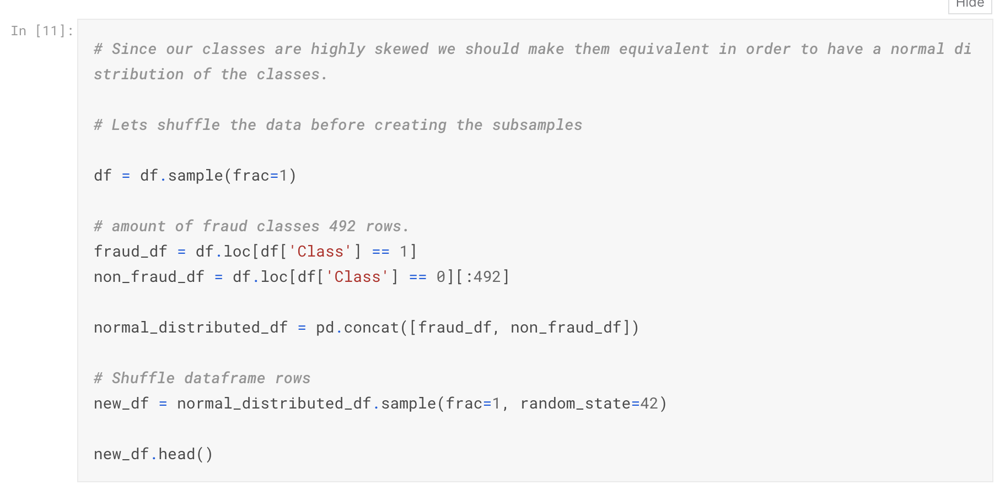 Hide
In [11]:
# Since our classes are highly skewed we should make them equivalent in order to have a normal di
stribution of the classes.
# Lets shuffle the data before creating the subsamples
df = df.sample(frac=1)
# amount of fraud classes 492 rows.
fraud_df = df.loc[df['Class'] == 1]
non_fraud_df = df.loc[df['Class'] == 0][:492]
normal_distributed_df = pd.concat([fraud_df, non_fraud_df])
# Shuffle dataframe rows
new_df = normal_distributed_df.sample(frac=1, random_state=42)
new_df.head()